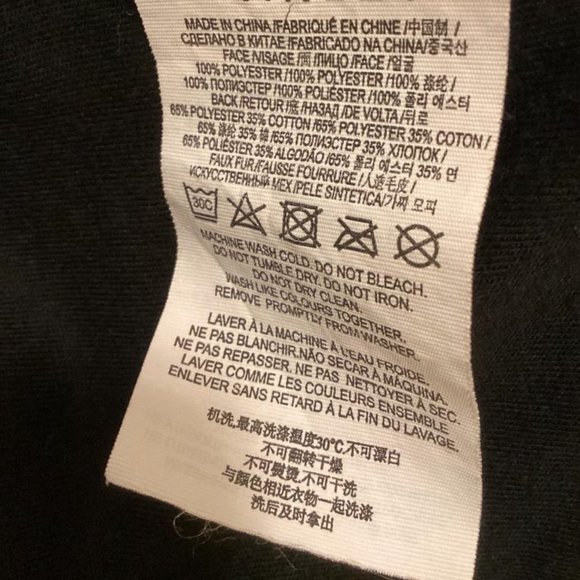 MADE IN CHINA/FABRIQUÉ EN CHINE /中国制 /
СДЕЛАНО В КИТАЕ /FABRICADO NA CHINA/중국산
FACE /VISAGE /面 /ЛИЦО /FACE /얼굴
100% POLYESTER /100% POLYESTER /100% 涤纶 /
100% ПОЛИЭСТЕР /100% POLIÉSTER /100% 폴리 에스터
BACK /RETOUR /底 /НАЗАД /DE VOLTA /뒤로
65% POLYESTER 35% COTTON /65% POLYESTER 35% COTON /
65% 涤纶 35% 棉 /65% ПОЛИЭСТЕР 35% ХЛОПОК /
65% POLIÉSTER 35% ALGODÃO /65% 폴리 에스터 35% 면
FAUX FUR /FAUSSE FOURRURE /人造毛皮 /
ИСКУССТВЕННЫЙ МЕХ /PELE SINTETICA/가짜 모피
30C
MACHINE WASH COLD. DO NOT BLEACH.
DO NOT TUMBLE DRY. DO NOT IRON.
DO NOT DRY CLEAN.
WASH LIKE COLOURS TOGETHER.
REMOVE PROMPTLY FROM WASHER.
LAVER À LA MACHINE À L'EAU FROIDE.
NE PAS BLANCHIR.NÃO SECAR À MÁQUINA.
NE PAS REPASSER. NE PAS NETTOYER À SEC.
LAVER COMME LES COULEURS ENSEMBLE.
ENLEVER SANS RETARD À LA FIN DU LAVAGE.
机洗,最高洗涤温度30℃,不可漂白
不可翻转干燥
不可熨烫,不可干洗
与颜色相近衣物一起洗涤
洗后及时拿出